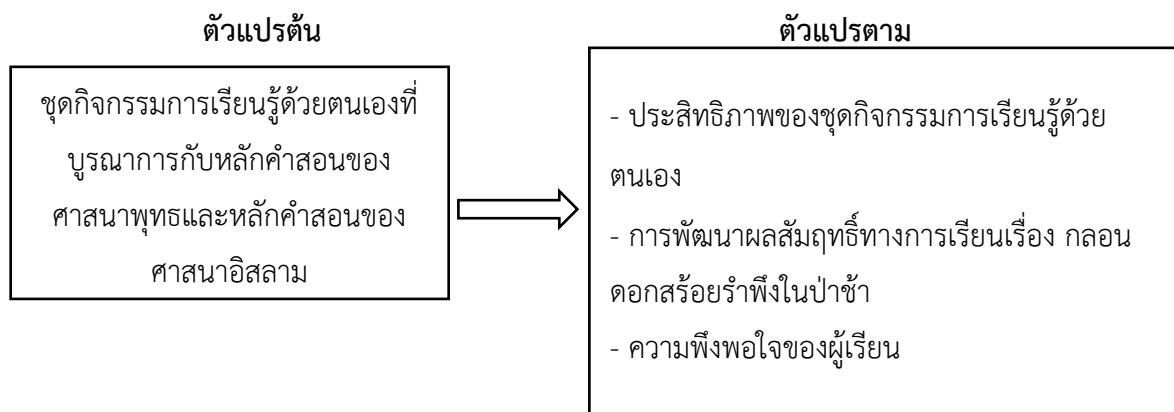 ตัวแปรต้น
ชุดกิจกรรมการเรียนรู้ด้วยตนเองที่
บูรณาการกับหลักคำสอนของ
ศาสนาพุทธและหลักคำสอนของ
ศาสนาอิสลาม
ตัวแปรตาม
- ประสิทธิภาพของชุดกิจกรรมการเรียนรู้ด้วย
ตนเอง
- การพัฒนาผลสัมฤทธิ์ทางการเรียนเรื่อง กลอน
ดอกสร้อยรำพึงในป่าช้า
- ความพึงพอใจของผู้เรียน